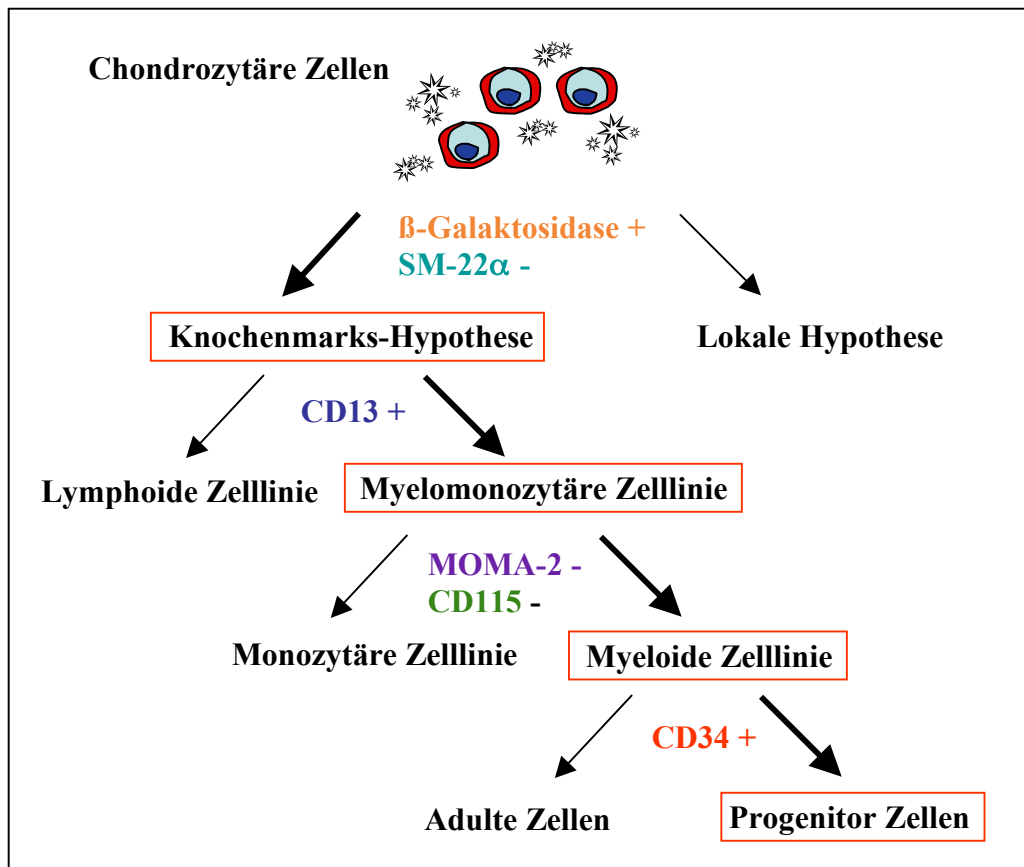 Chondrozytäre Zellen
ß-Galaktosidase +
SM-22α -
Knochenmarks-Hypothese
Lokale Hypothese
CD13 +
Lymphoide Zelllinie
Myelomonozytäre Zelllinie
MOMA-2 -
CD115 -
Monozytäre Zelllinie
Myeloide Zelllinie
CD34 +
Adulte Zellen
Progenitor Zellen